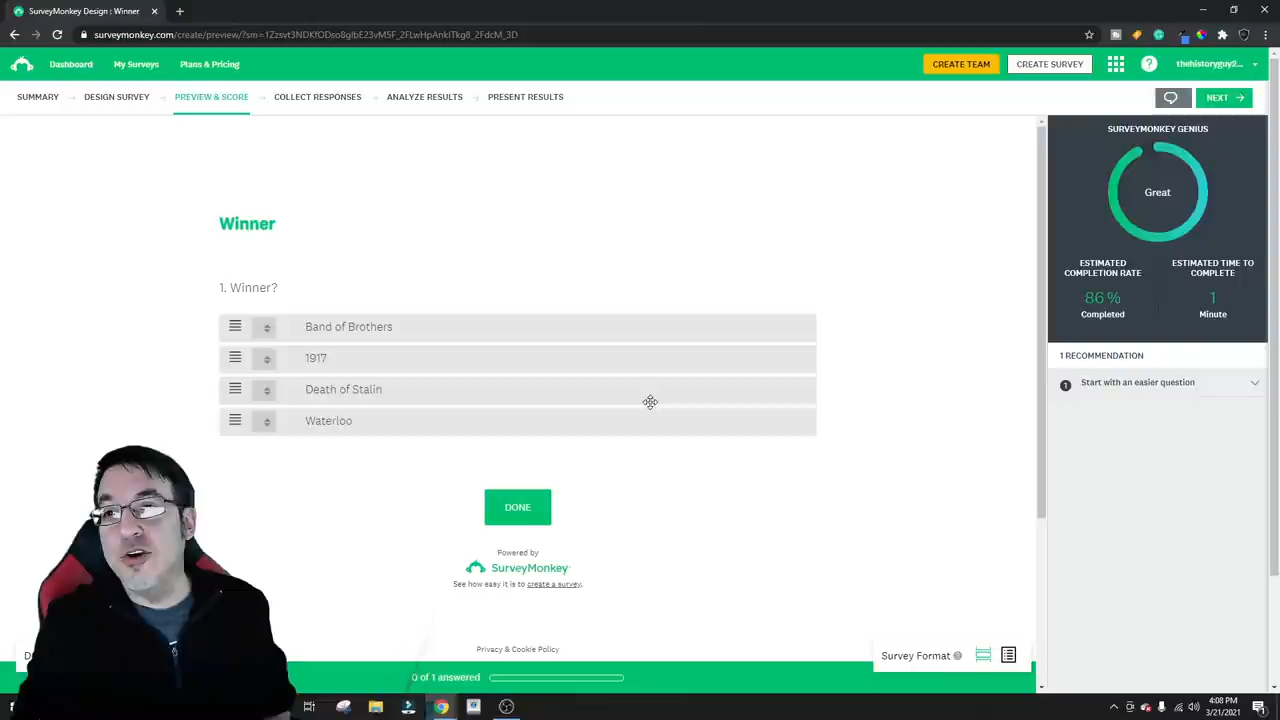 SurveyMonkey Design : Winner
surveymonkey.com/create/preview/?sm=
Dashboard My Surveys Plans & Pricing CREATE TEAM CREATE SURVEY thehistoryguy2...
SUMMARY DESIGN SURVEY PREVIEW & SCORE COLLECT RESPONSES ANALYZE RESULTS PRESENT RESULTS NEXT
SURVEYMONKEY GENIUS
Great
ESTIMATED COMPLETION RATE
86% Completed
ESTIMATED TIME TO COMPLETE
1 Minute
1 RECOMMENDATION
1 Start with an easier question
Winner
1. Winner?
Band of Brothers
1917
Death of Stalin
Waterloo
DONE
Powered by
SurveyMonkey
See how easy it is to create a survey.
Privacy & Cookie Policy
Survey Format
0 of 1 answered
4:08 PM
3/21/2021